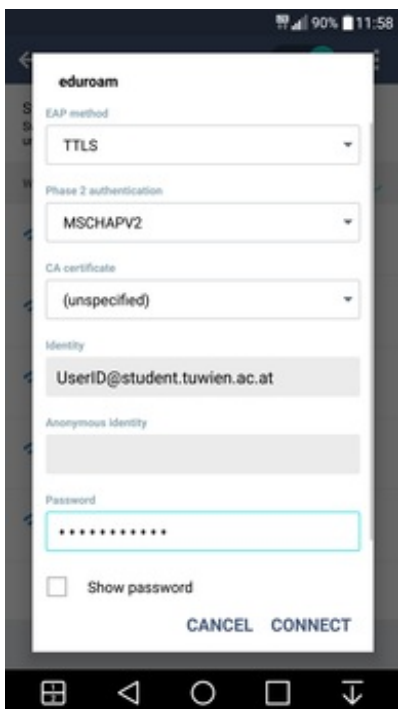 90% 11:58
eduroam
EAP method
TTLS
Phase 2 authentication
MSCHAPV2
CA certificate
(unspecified)
Identity
UserID@student.tuwien.ac.at
Anonymous identity
Password
•••••••••••
Show password
CANCEL CONNECT